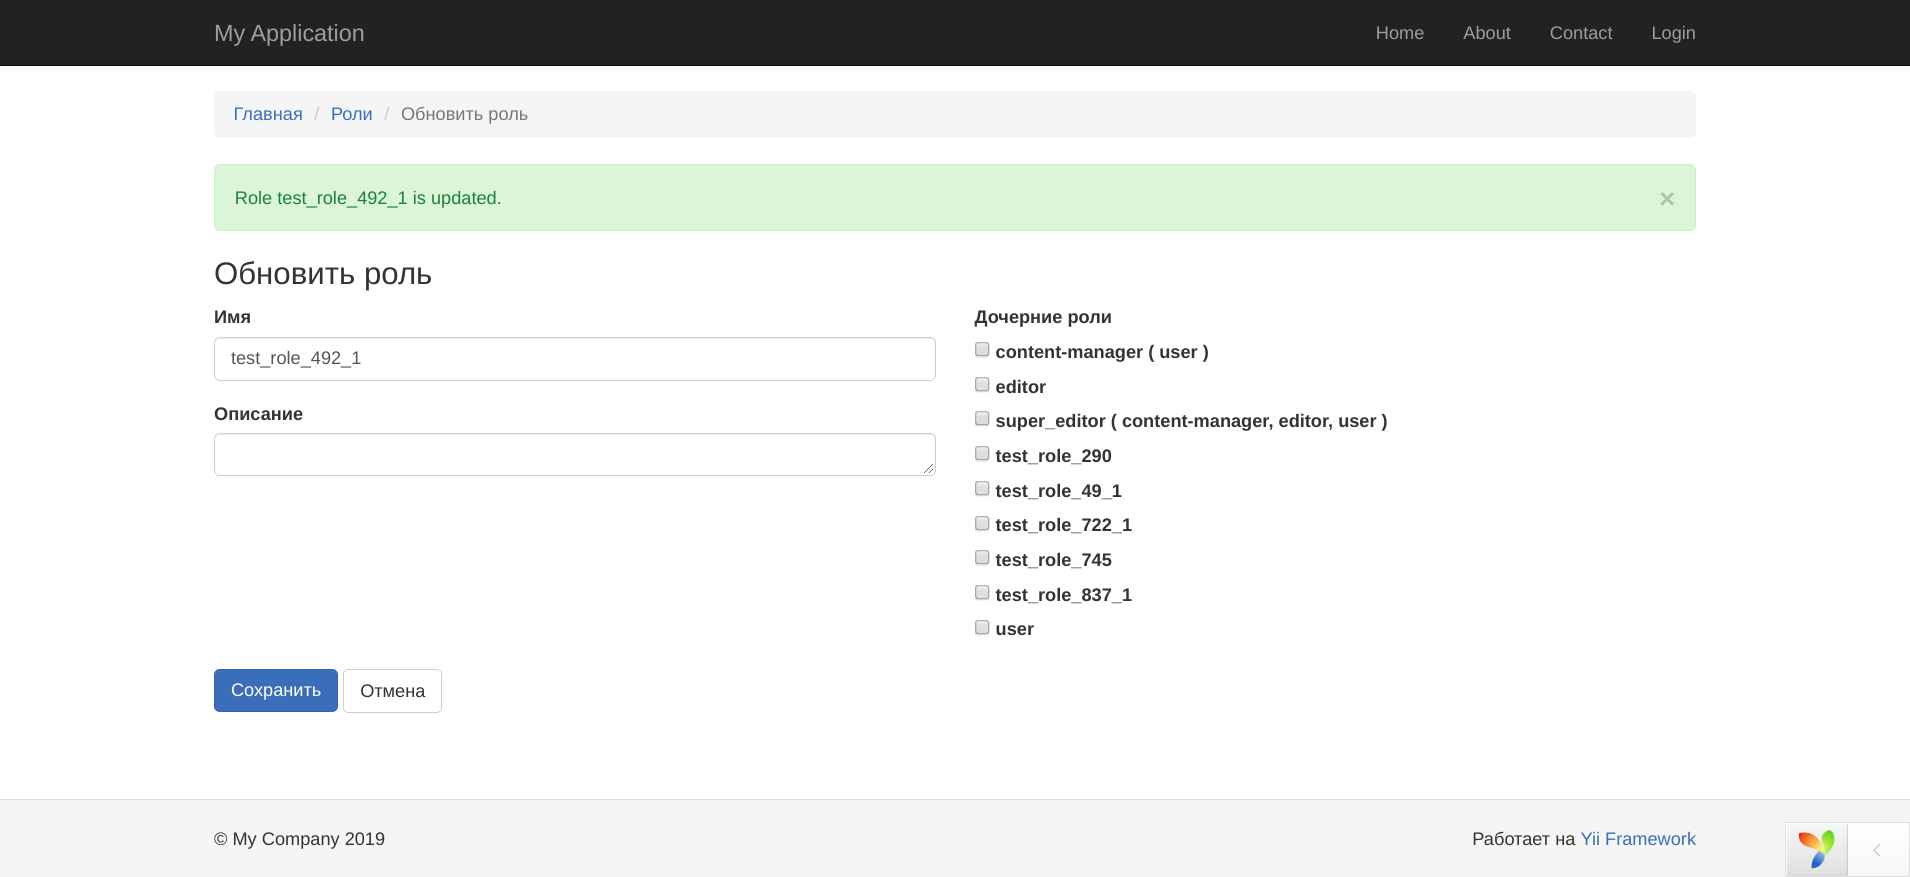 My Application
Home About Contact Login
Главная / Роли / Обновить роль
Role test_role_492_1 is updated.
×
Обновить роль
Имя
test_role_492_1
Описание
Дочерние роли
content-manager ( user )
editor
super_editor ( content-manager, editor, user )
test_role_290
test_role_49_1
test_role_722_1
test_role_745
test_role_837_1
user
Сохранить Отмена
© My Company 2019
Работает на Yii Framework